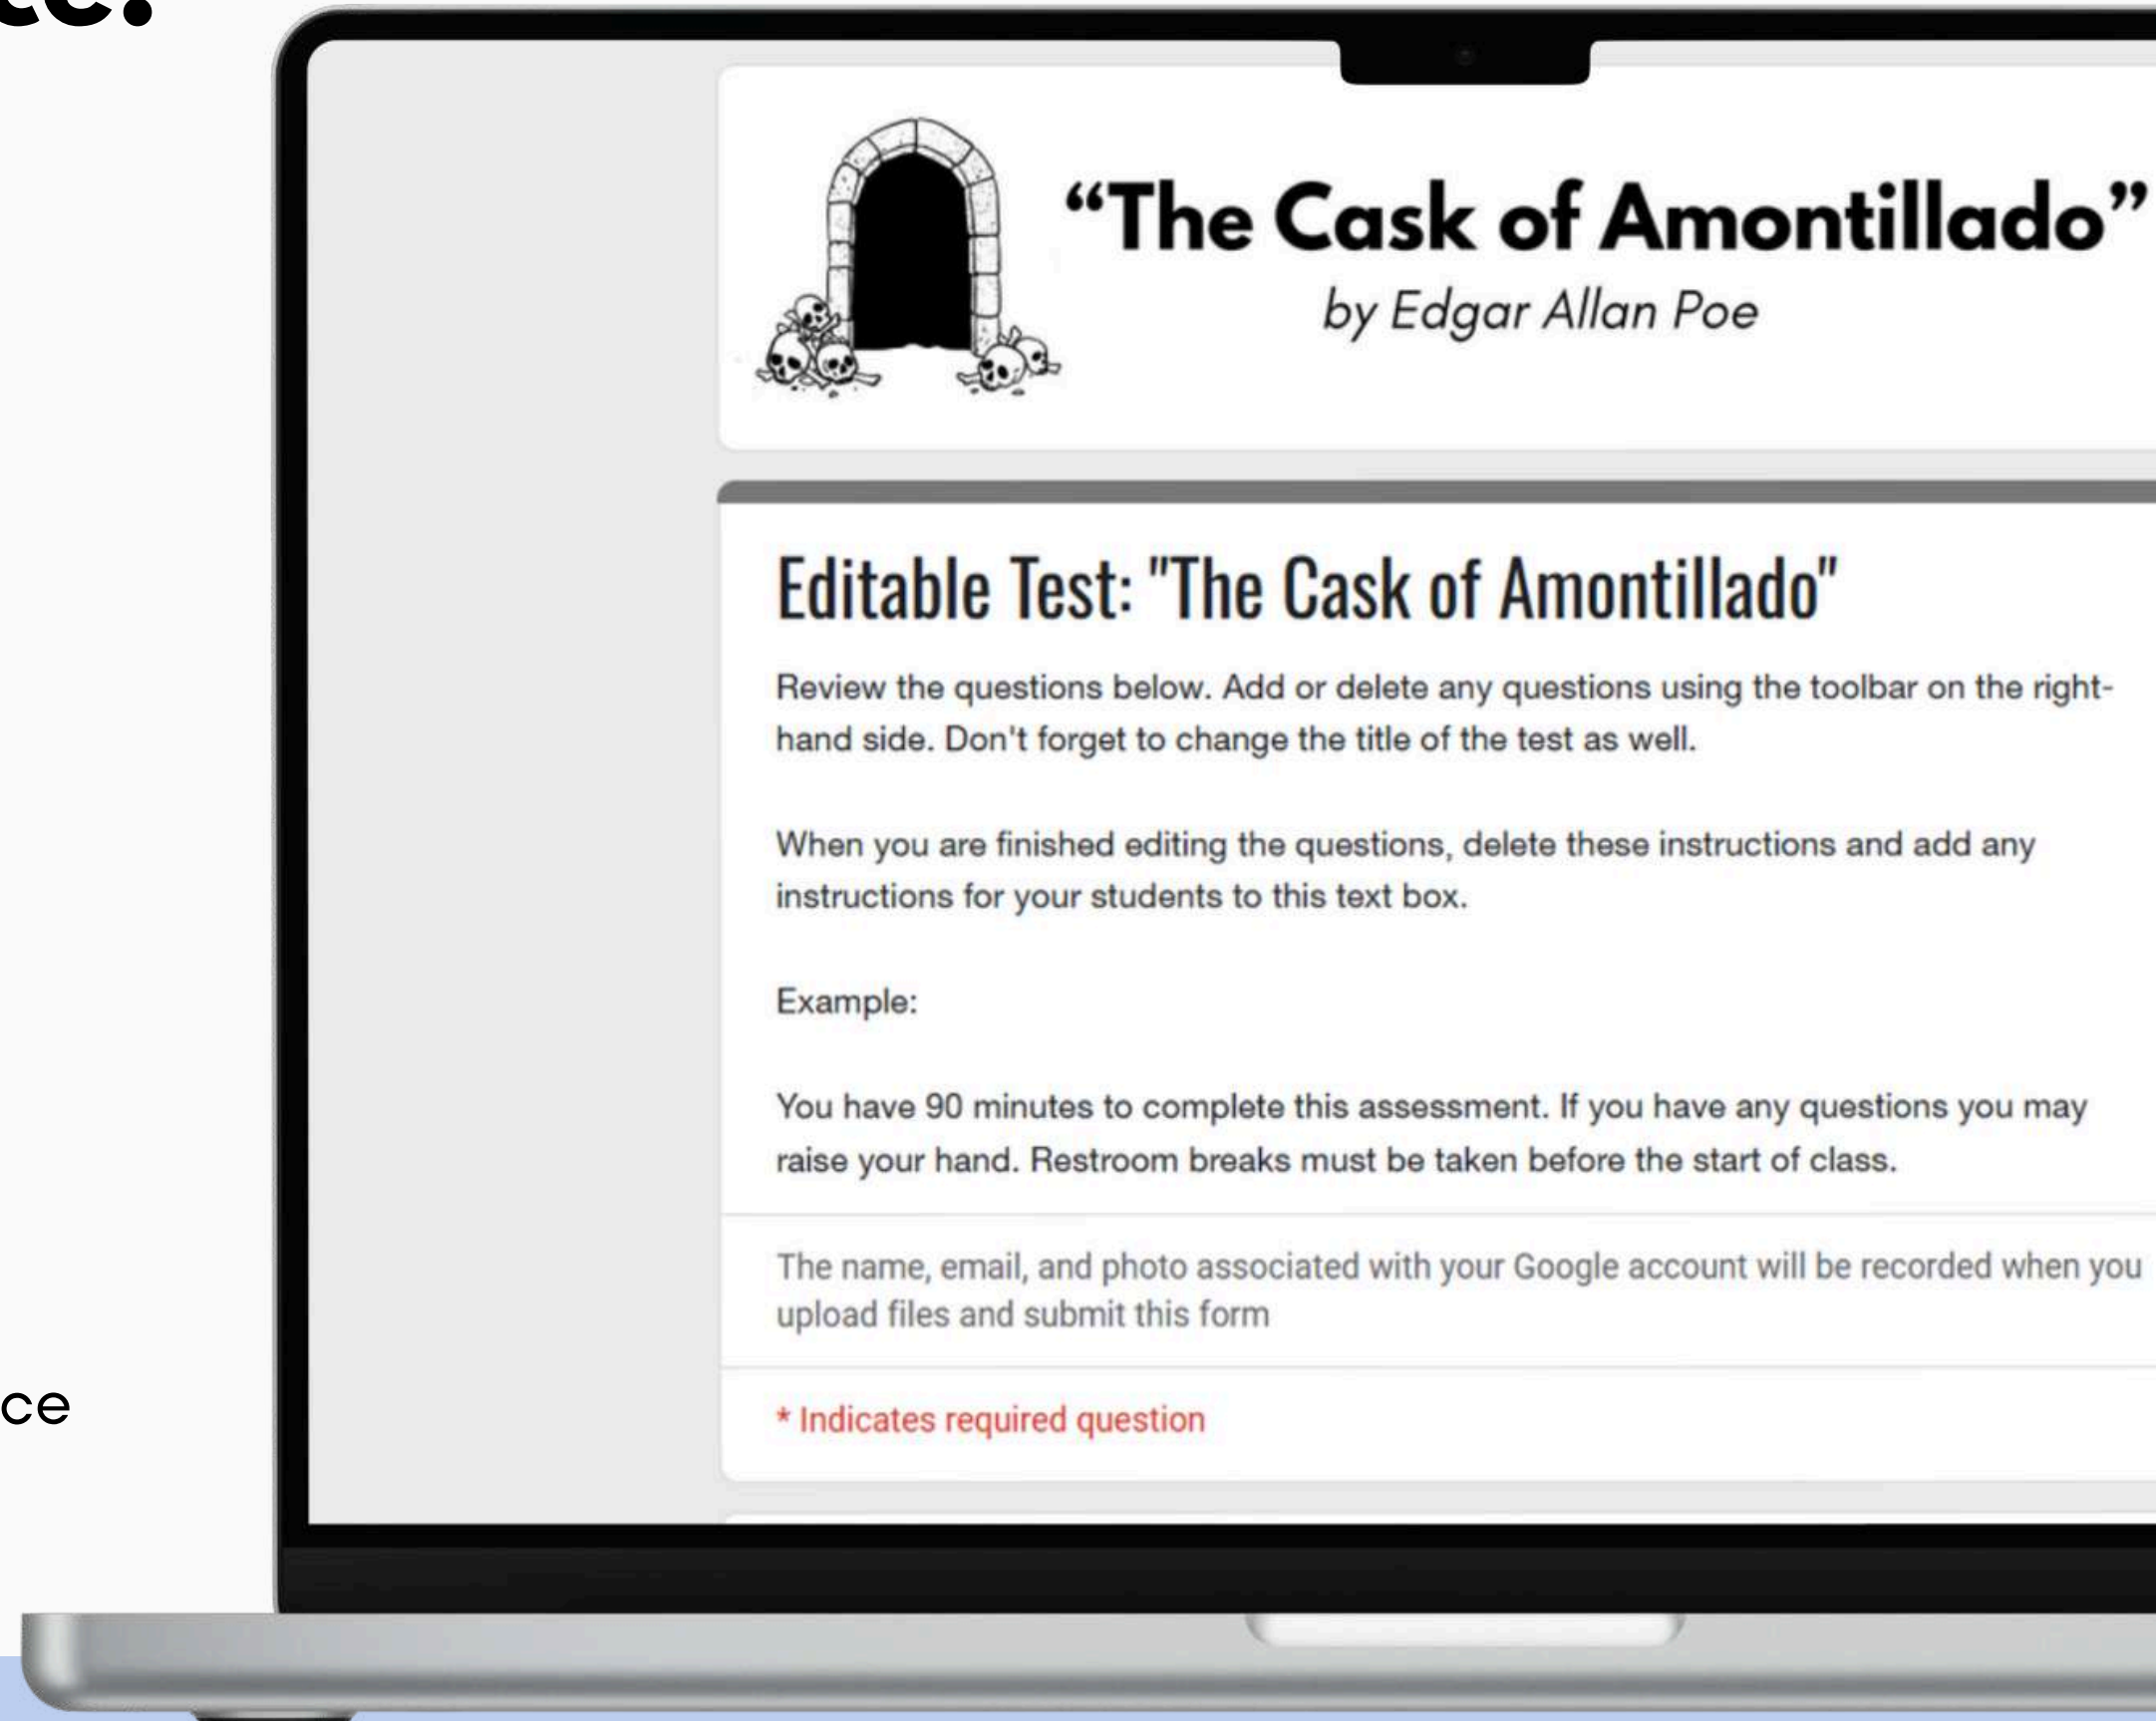 “The Cask of Amontillado”
by Edgar Allan Poe
Editable Test: "The Cask of Amontillado"
Review the questions below. Add or delete any questions using the toolbar on the right-
hand side. Don't forget to change the title of the test as well.
When you are finished editing the questions, delete these instructions and add any
instructions for your students to this text box.
Example:
You have 90 minutes to complete this assessment. If you have any questions you may
raise your hand. Restroom breaks must be taken before the start of class.
The name, email, and photo associated with your Google account will be recorded when you
upload files and submit this form
ce
* Indicates required question